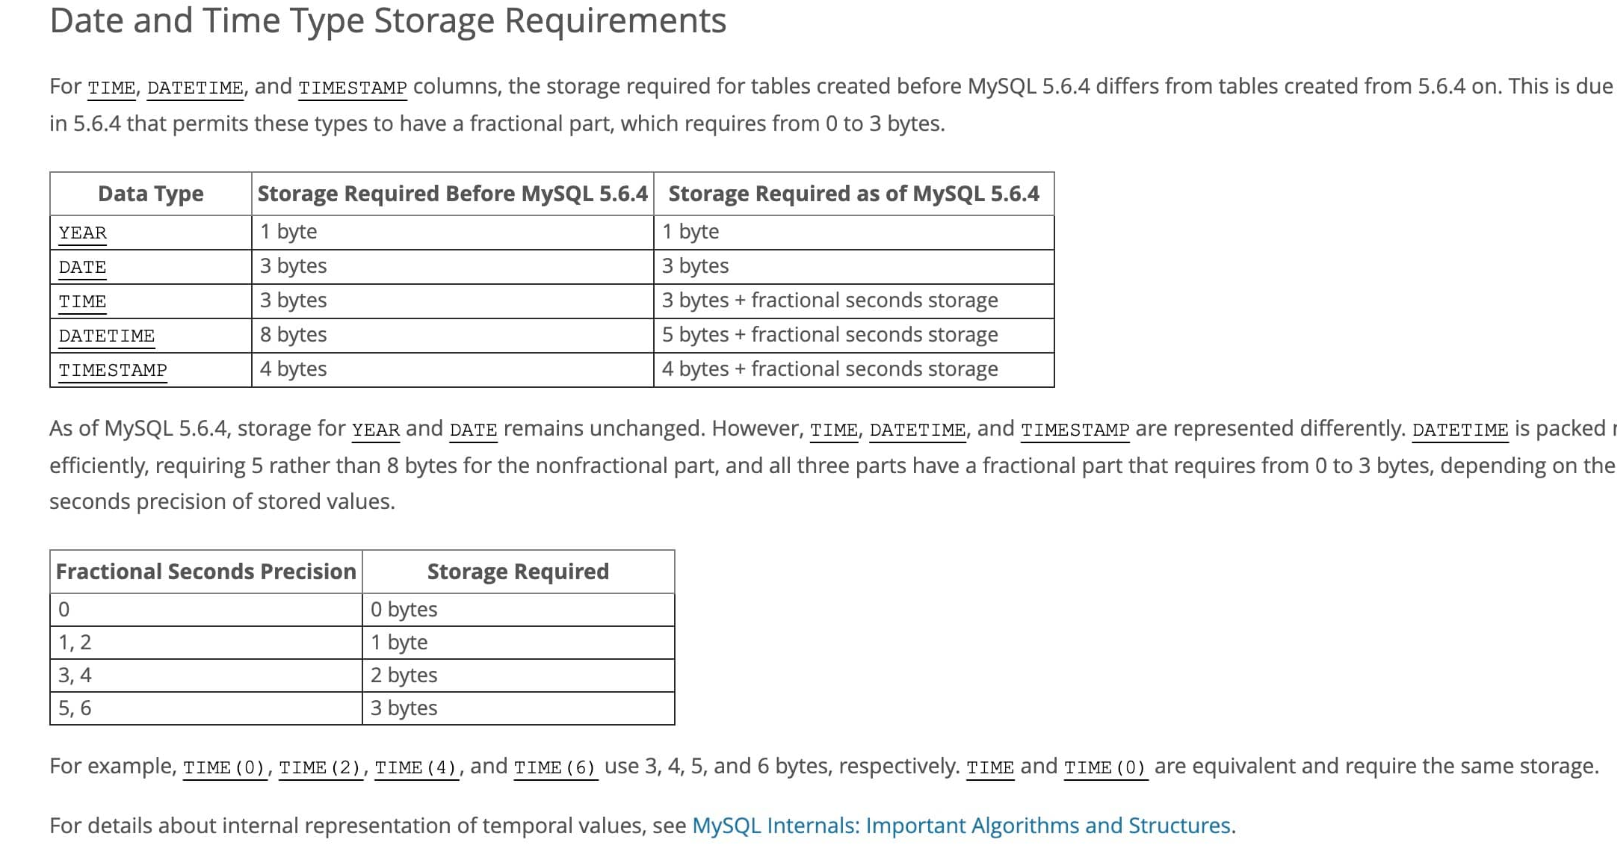 Date and Time Type Storage Requirements
For TIME, DATETIME, and TIMESTAMP columns, the storage required for tables created before MySQL 5.6.4 differs from tables created from 5.6.4 on. This is due
in 5.6.4 that permits these types to have a fractional part, which requires from 0 to 3 bytes.
Data Type Storage Required Before MySQL 5.6.4 Storage Required as of MySQL 5.6.4
YEAR 1 byte 1 byte
DATE 3 bytes 3 bytes
TIME 3 bytes 3 bytes + fractional seconds storage
DATETIME 8 bytes 5 bytes + fractional seconds storage
TIMESTAMP 4 bytes 4 bytes + fractional seconds storage
As of MySQL 5.6.4, storage for YEAR and DATE remains unchanged. However, TIME, DATETIME, and TIMESTAMP are represented differently. DATETIME is packed
efficiently, requiring 5 rather than 8 bytes for the nonfractional part, and all three parts have a fractional part that requires from 0 to 3 bytes, depending on the
seconds precision of stored values.
Fractional Seconds Precision Storage Required
0 0 bytes
1, 2 1 byte
3, 4 2 bytes
5, 6 3 bytes
For example, TIME(0), TIME(2), TIME(4), and TIME(6) use 3, 4, 5, and 6 bytes, respectively. TIME and TIME(0) are equivalent and require the same storage.
For details about internal representation of temporal values, see MySQL Internals: Important Algorithms and Structures.